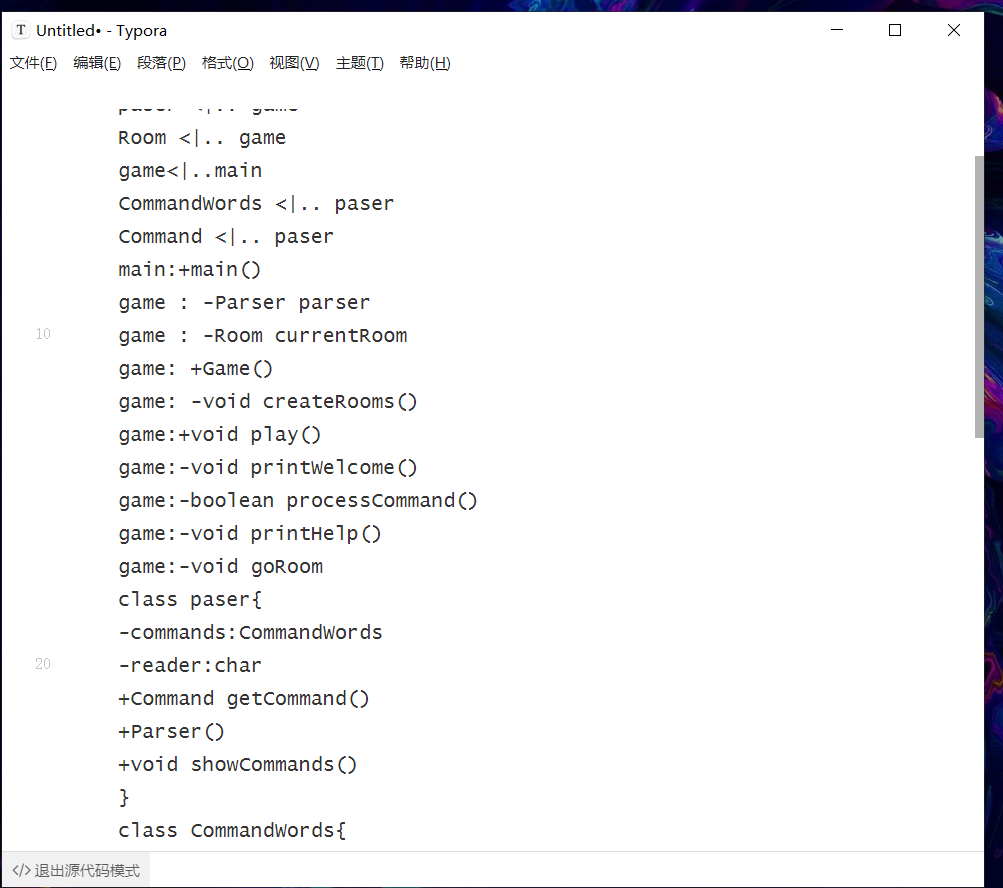 Untitled• - Typora
文件(F) 编辑(E) 段落(P) 格式(O) 视图(V) 主题(T) 帮助(H)
paser <|.. game
Room <|.. game
game<|..main
CommandWords <|.. paser
Command <|.. paser
main:+main()
game : -Parser parser
10 game : -Room currentRoom
game: +Game()
game: -void createRooms()
game:+void play()
game:-void printWelcome()
game:-boolean processCommand()
game:-void printHelp()
game:-void goRoom
class paser{
-commands:CommandWords
20 -reader:char
+Command getCommand()
+Parser()
+void showCommands()
}
class CommandWords{
</> 退出源代码模式